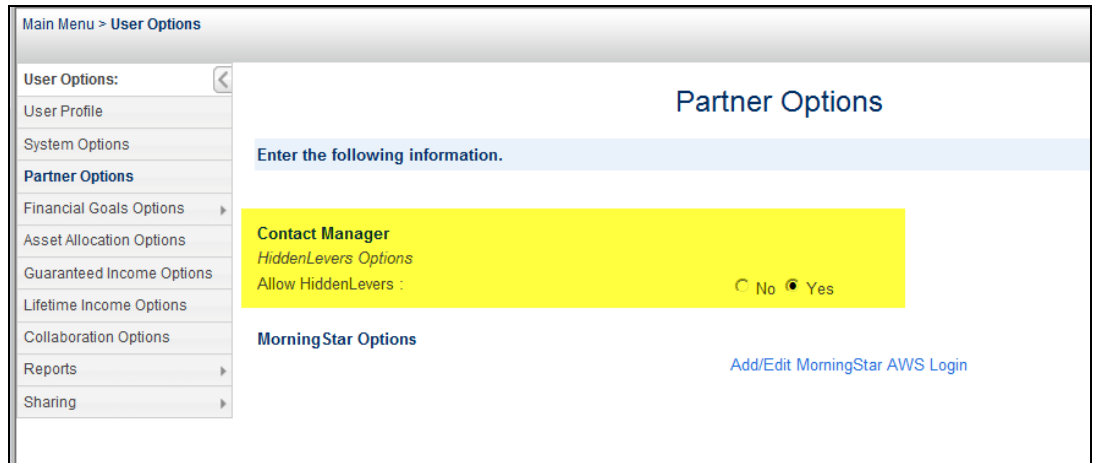 Main Menu > User Options
User Options:
User Profile
System Options
Partner Options
Financial Goals Options
Asset Allocation Options
Guaranteed Income Options
Lifetime Income Options
Collaboration Options
Reports
Sharing
Partner Options
Enter the following information.
Contact Manager
HiddenLevers Options
Allow HiddenLevers : No Yes
MorningStar Options
Add/Edit MorningStar AWS Login